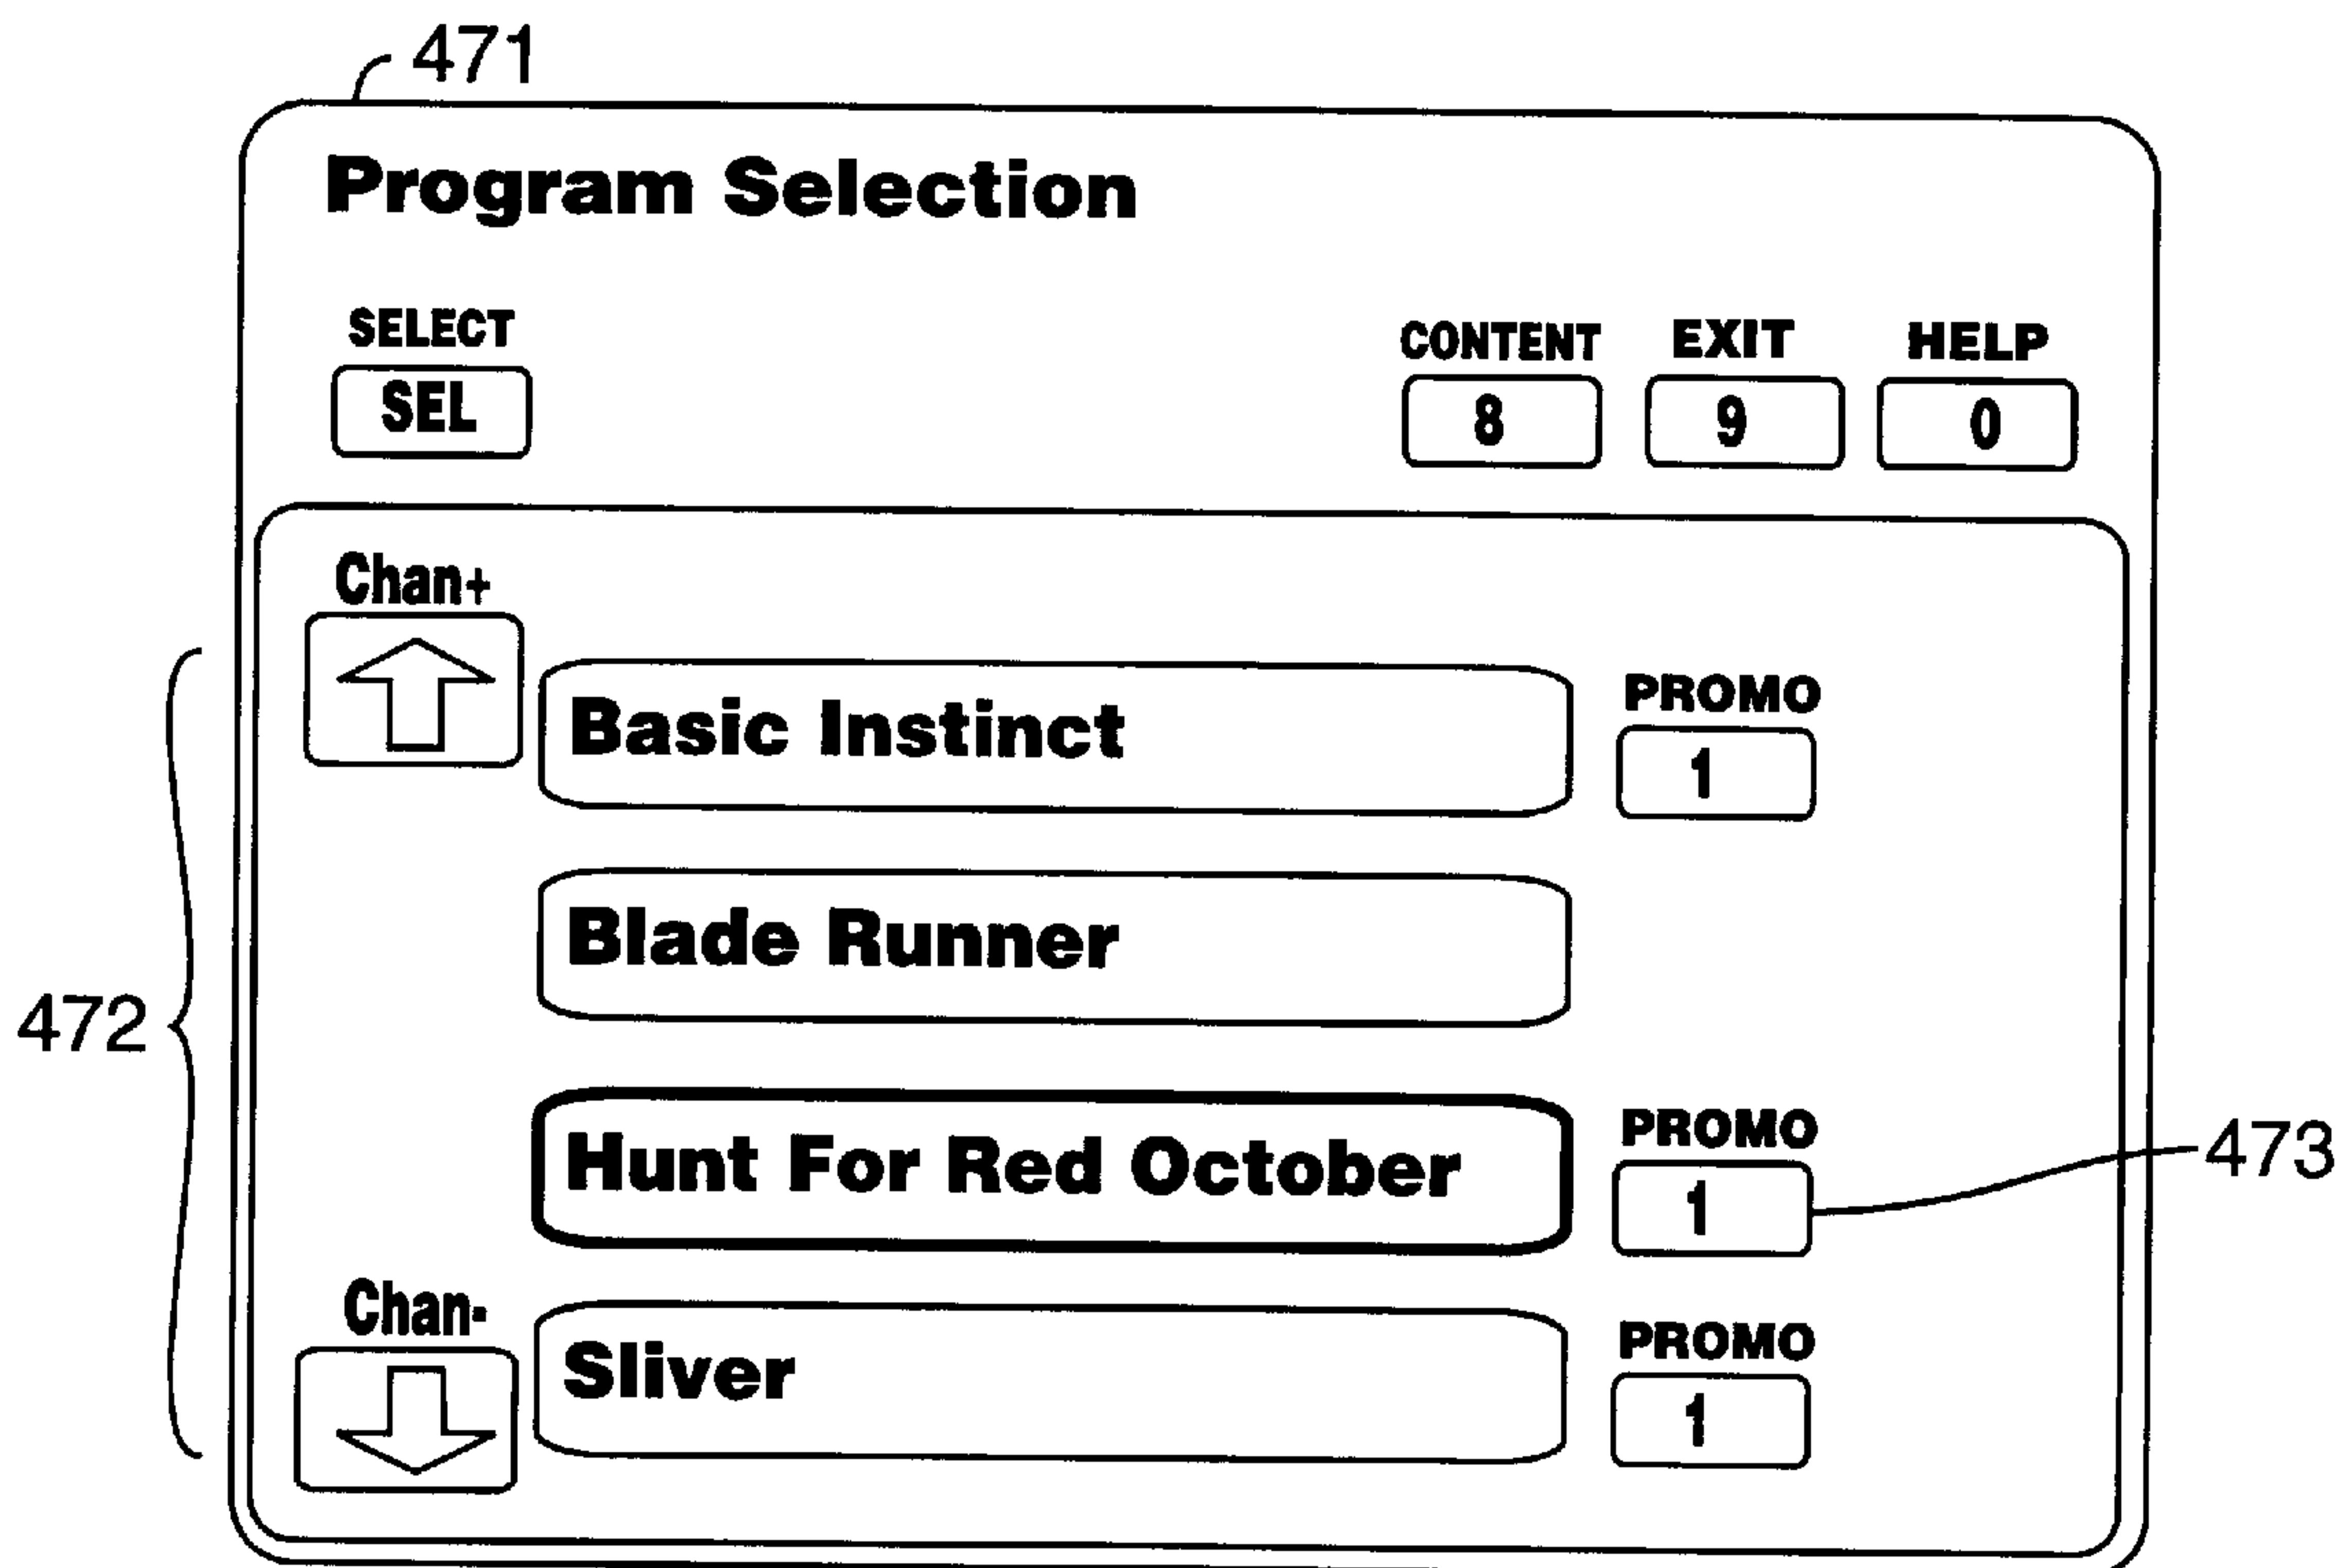 471
Program Selection
SELECT
SEL
CONTENT EXIT HELP
8 9 0
Chan+
Basic Instinct
PROMO
1
Blade Runner
472
Hunt For Red October
PROMO
1
473
Chan-
Sliver
PROMO
1